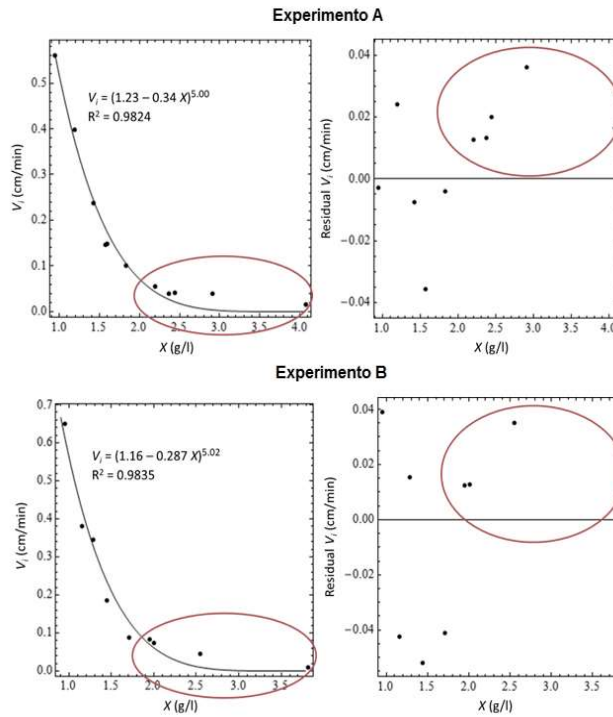 Experimento A
V_i = (1.23 – 0.34 X)^5.00
R² = 0.9824
V_i (cm/min)
0.5
0.4
0.3
0.2
0.1
0.0
1.0 1.5 2.0 2.5 3.0 3.5 4.0
X (g/l)
Residual V_i (cm/min)
0.04
0.02
0.00
−0.02
−0.04
1.0 1.5 2.0 2.5 3.0 3.5 4.0
X (g/l)
Experimento B
V_i = (1.16 – 0.287 X)^5.02
R² = 0.9835
V_i (cm/min)
0.7
0.6
0.5
0.4
0.3
0.2
0.1
0.0
1.0 1.5 2.0 2.5 3.0 3.5
X (g/l)
Residual V_i (cm/min)
0.04
0.02
0.00
−0.02
−0.04
1.0 1.5 2.0 2.5 3.0 3.5
X (g/l)